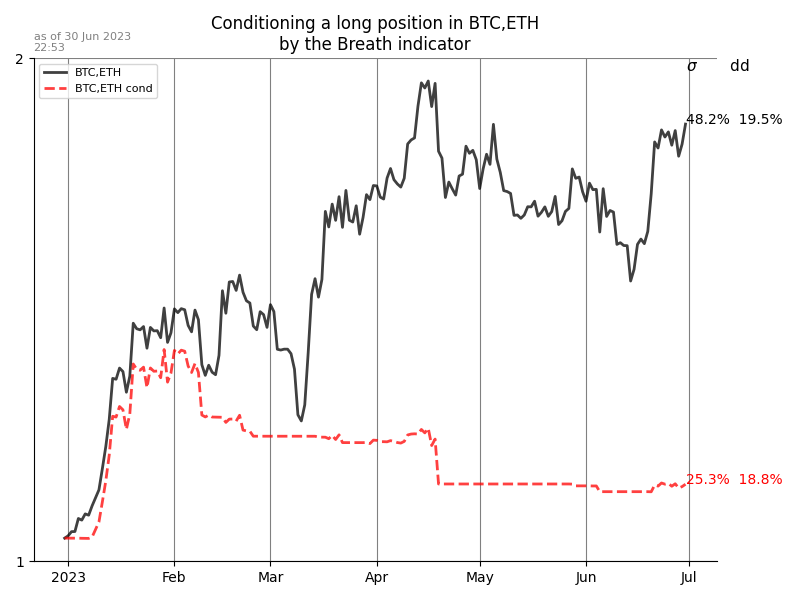 Conditioning a long position in BTC,ETH
by the Breath indicator
as of 30 Jun 2023
22:53
σ dd
2
BTC,ETH
BTC,ETH cond
48.2% 19.5%
25.3% 18.8%
1
2023 Feb Mar Apr May Jun Jul